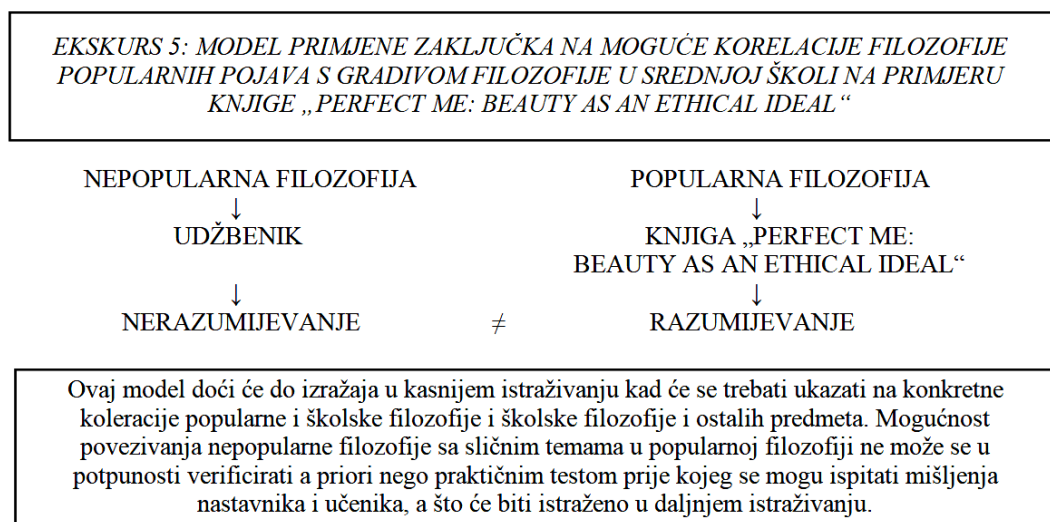 EKSKURS 5: MODEL PRIMJENE ZAKLJUČKA NA MOGUĆE KORELACIJE FILOZOFIJE
POPULARNIH POJAVA S GRADIVOM FILOZOFIJE U SREDNJOJ ŠKOLI NA PRIMJERU
KNJIGE „PERFECT ME: BEAUTY AS AN ETHICAL IDEAL“
NEPOPULARNA FILOZOFIJA
↓
UDŽBENIK
↓
NERAZUMIJEVANJE
≠
POPULARNA FILOZOFIJA
↓
KNJIGA „PERFECT ME:
BEAUTY AS AN ETHICAL IDEAL“
↓
RAZUMIJEVANJE
Ovaj model doći će do izražaja u kasnijem istraživanju kad će se trebati ukazati na konkretne
koleracije popularne i školske filozofije i školske filozofije i ostalih predmeta. Mogućnost
povezivanja nepopularne filozofije sa sličnim temama u popularnoj filozofiji ne može se u
potpunosti verificirati a priori nego praktičnim testom prije kojeg se mogu ispitati mišljenja
nastavnika i učenika, a što će biti istraženo u daljnjem istraživanju.